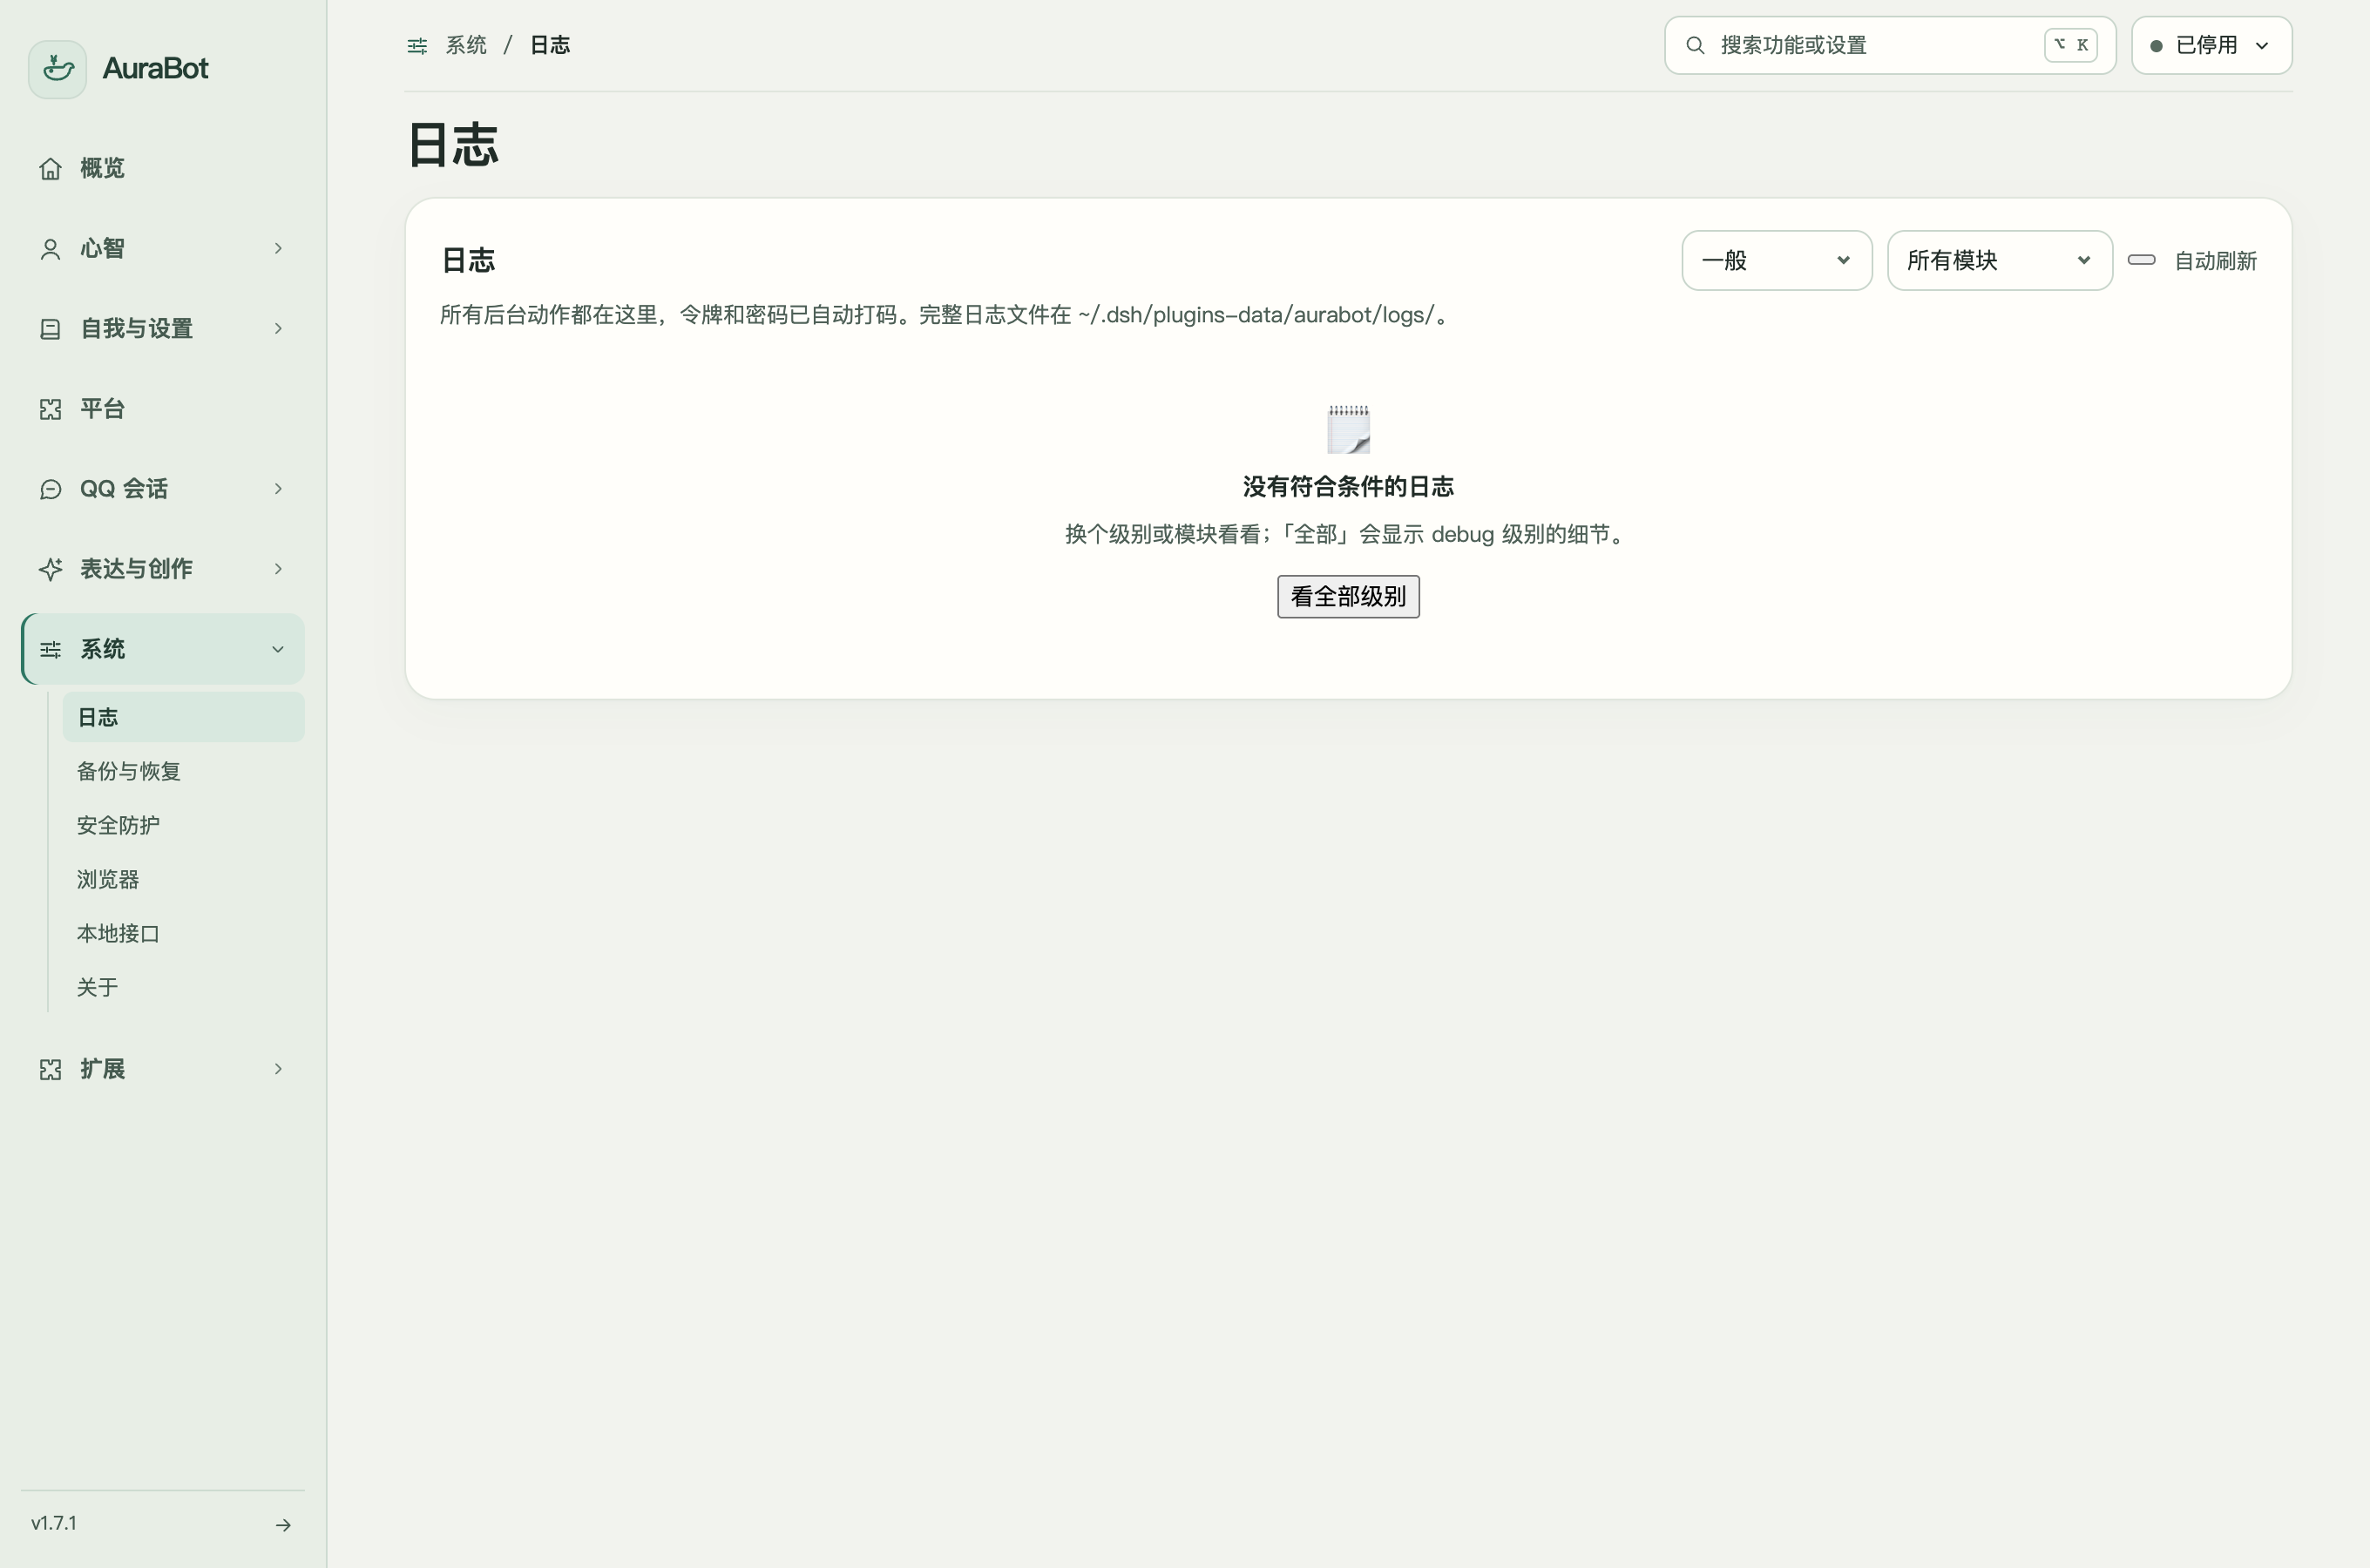 AuraBot
概览
心智
自我与设置
平台
QQ 会话
表达与创作
系统
日志
备份与恢复
安全防护
浏览器
本地接口
关于
扩展
v1.7.1
系统 / 日志
搜索功能或设置
⌥ K
已停用
日志
日志
一般
所有模块
自动刷新
所有后台动作都在这里，令牌和密码已自动打码。完整日志文件在 ~/.dsh/plugins-data/aurabot/logs/。
没有符合条件的日志
换个级别或模块看看；「全部」会显示 debug 级别的细节。
看全部级别